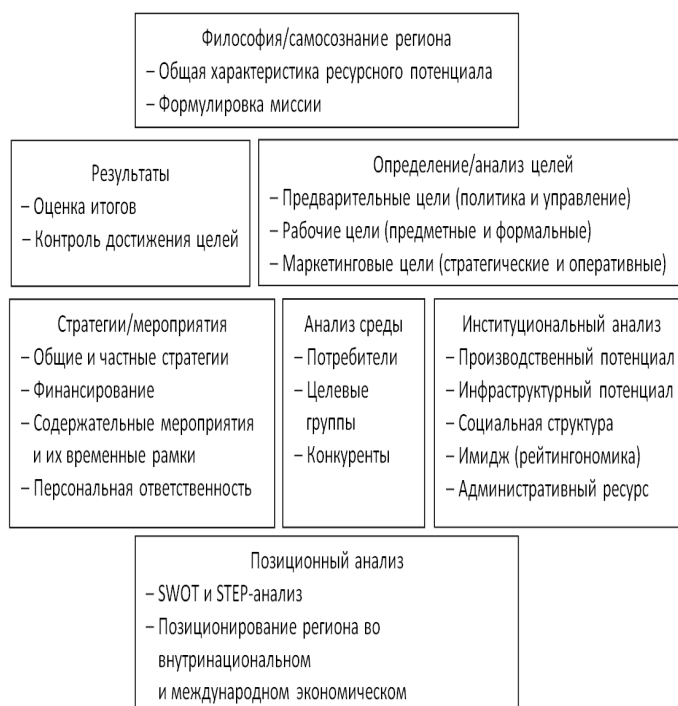 Философия/самосознание региона
– Общая характеристика ресурсного потенциала
– Формулировка миссии
Результаты
– Оценка итогов
– Контроль достижения целей
Определение/анализ целей
– Предварительные цели (политика и управление)
– Рабочие цели (предметные и формальные)
– Маркетинговые цели (стратегические и оперативные)
Стратегии/мероприятия
– Общие и частные стратегии
– Финансирование
– Содержательные мероприятия
и их временные рамки
– Персональная ответственность
Анализ среды
– Потребители
– Целевые
группы
– Конкуренты
Институциональный анализ
– Производственный потенциал
– Инфраструктурный потенциал
– Социальная структура
– Имидж (рейтингономика)
– Административный ресурс
Позиционный анализ
– SWOT и STEP-анализ
– Позиционирование региона во
внутринациональном
и международном экономическом